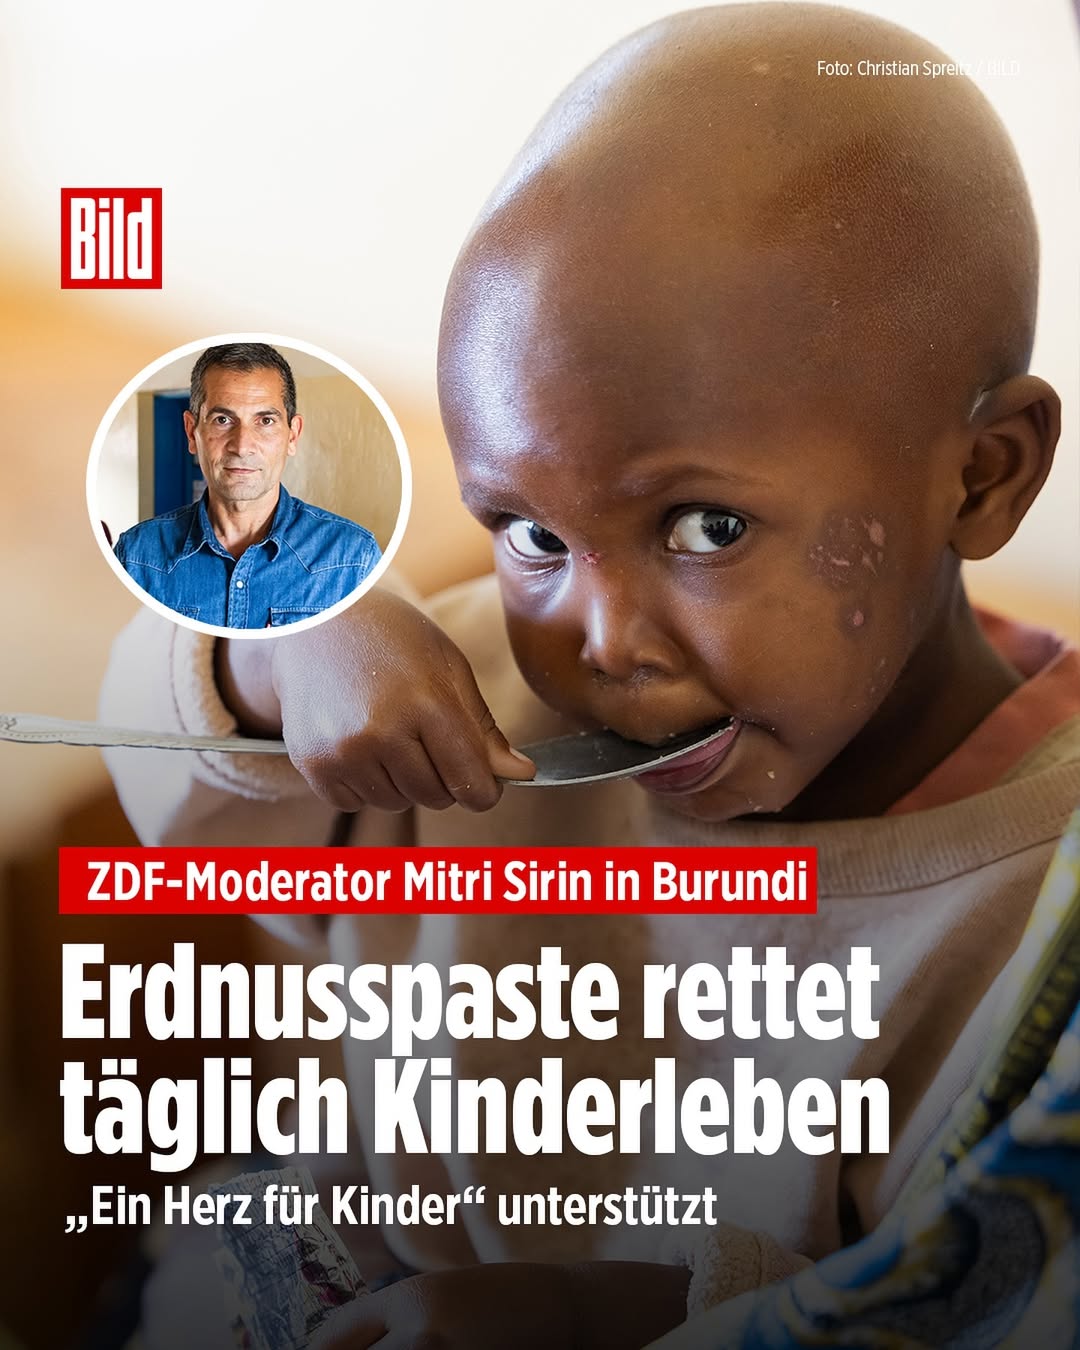 Foto: Christian Spreitz / BILD
Bild
ZDF-Moderator Mitri Sirin in Burundi
Erdnusspaste rettet
täglich Kinderleben
„Ein Herz für Kinder“ unterstützt